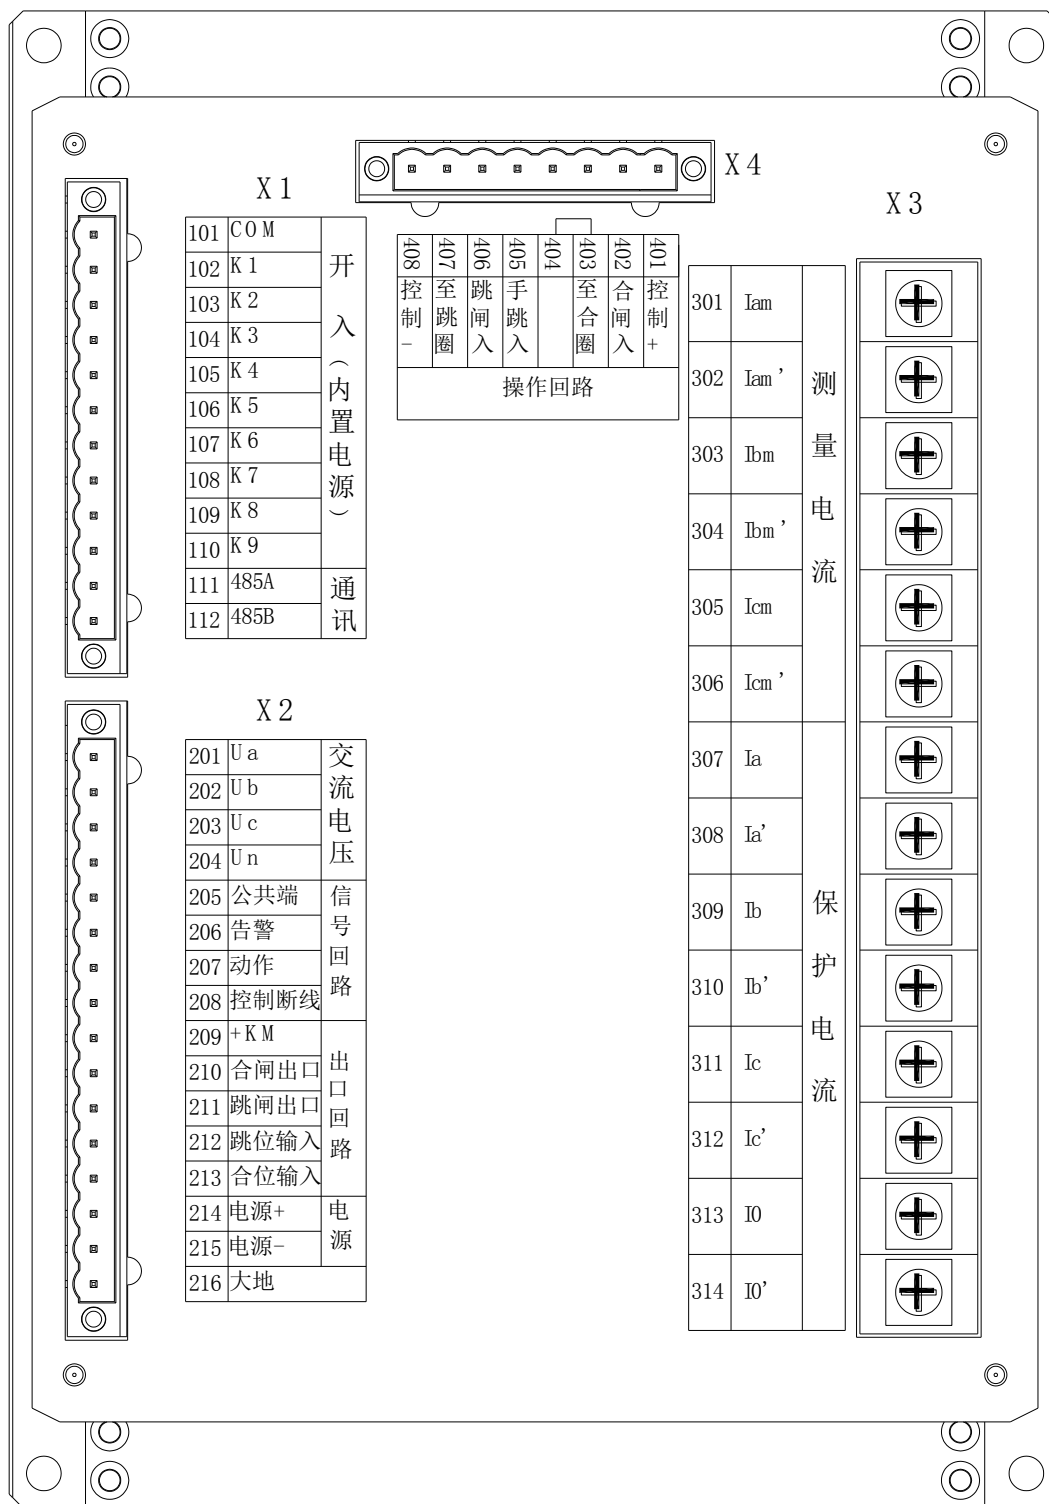 X4
X1
X3
101 COM
102 K1
103 K2
104 K3
105 K4
106 K5
107 K6
108 K7
109 K8
110 K9
开入(内置电源)
111 485A
112 485B
通讯
408 控制-
407 至跳圈
406 跳闸入
405 手跳入
404
403 至合圈
402 合闸入
401 控制+
操作回路
301 Iam
302 Iam'
303 Ibm
304 Ibm'
305 Icm
306 Icm'
测量电流
307 Ia
308 Ia'
309 Ib
310 Ib'
311 Ic
312 Ic'
313 I0
314 I0'
保护电流
X2
201 Ua
202 Ub
203 Uc
204 Un
交流电压
205 公共端
206 告警
207 动作
208 控制断线
信号回路
209 +KM
210 合闸出口
211 跳闸出口
212 跳位输入
213 合位输入
出口回路
214 电源+
215 电源-
电源
216 大地